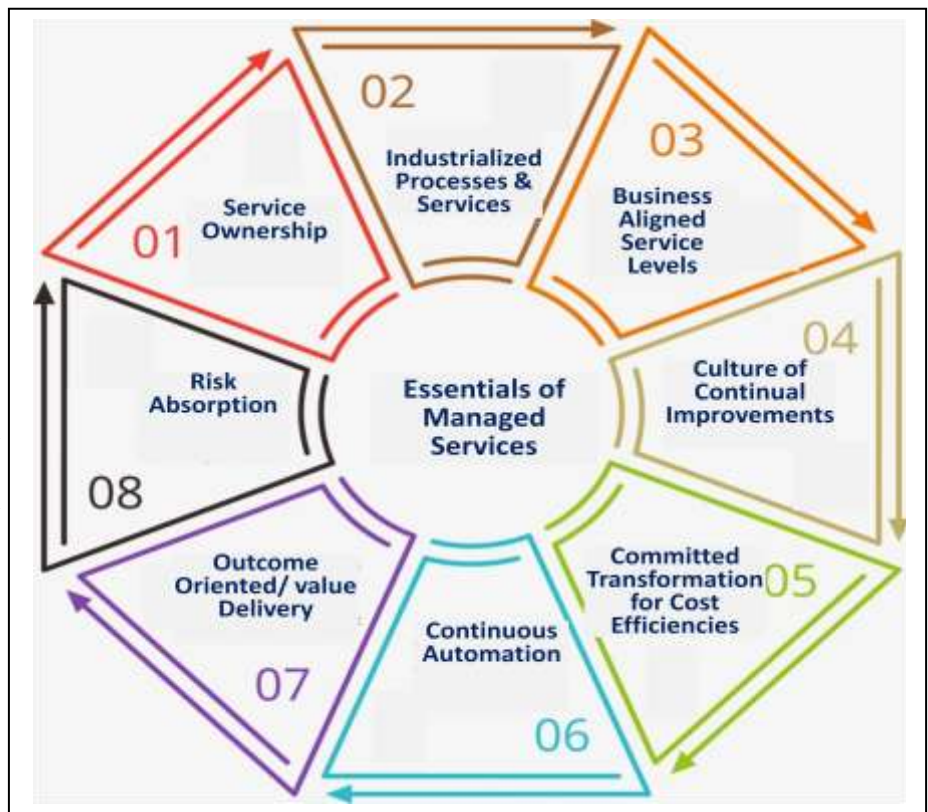 01
Service
Ownership
02
Industrialized
Processes &
Services
03
Business
Aligned
Service
Levels
04
Culture of
Continual
Improvements
Committed
Transformation
for Cost
Efficiencies
05
Continuous
Automation
06
Outcome
Oriented/ value
Delivery
07
Risk
Absorption
08
Essentials of
Managed
Services